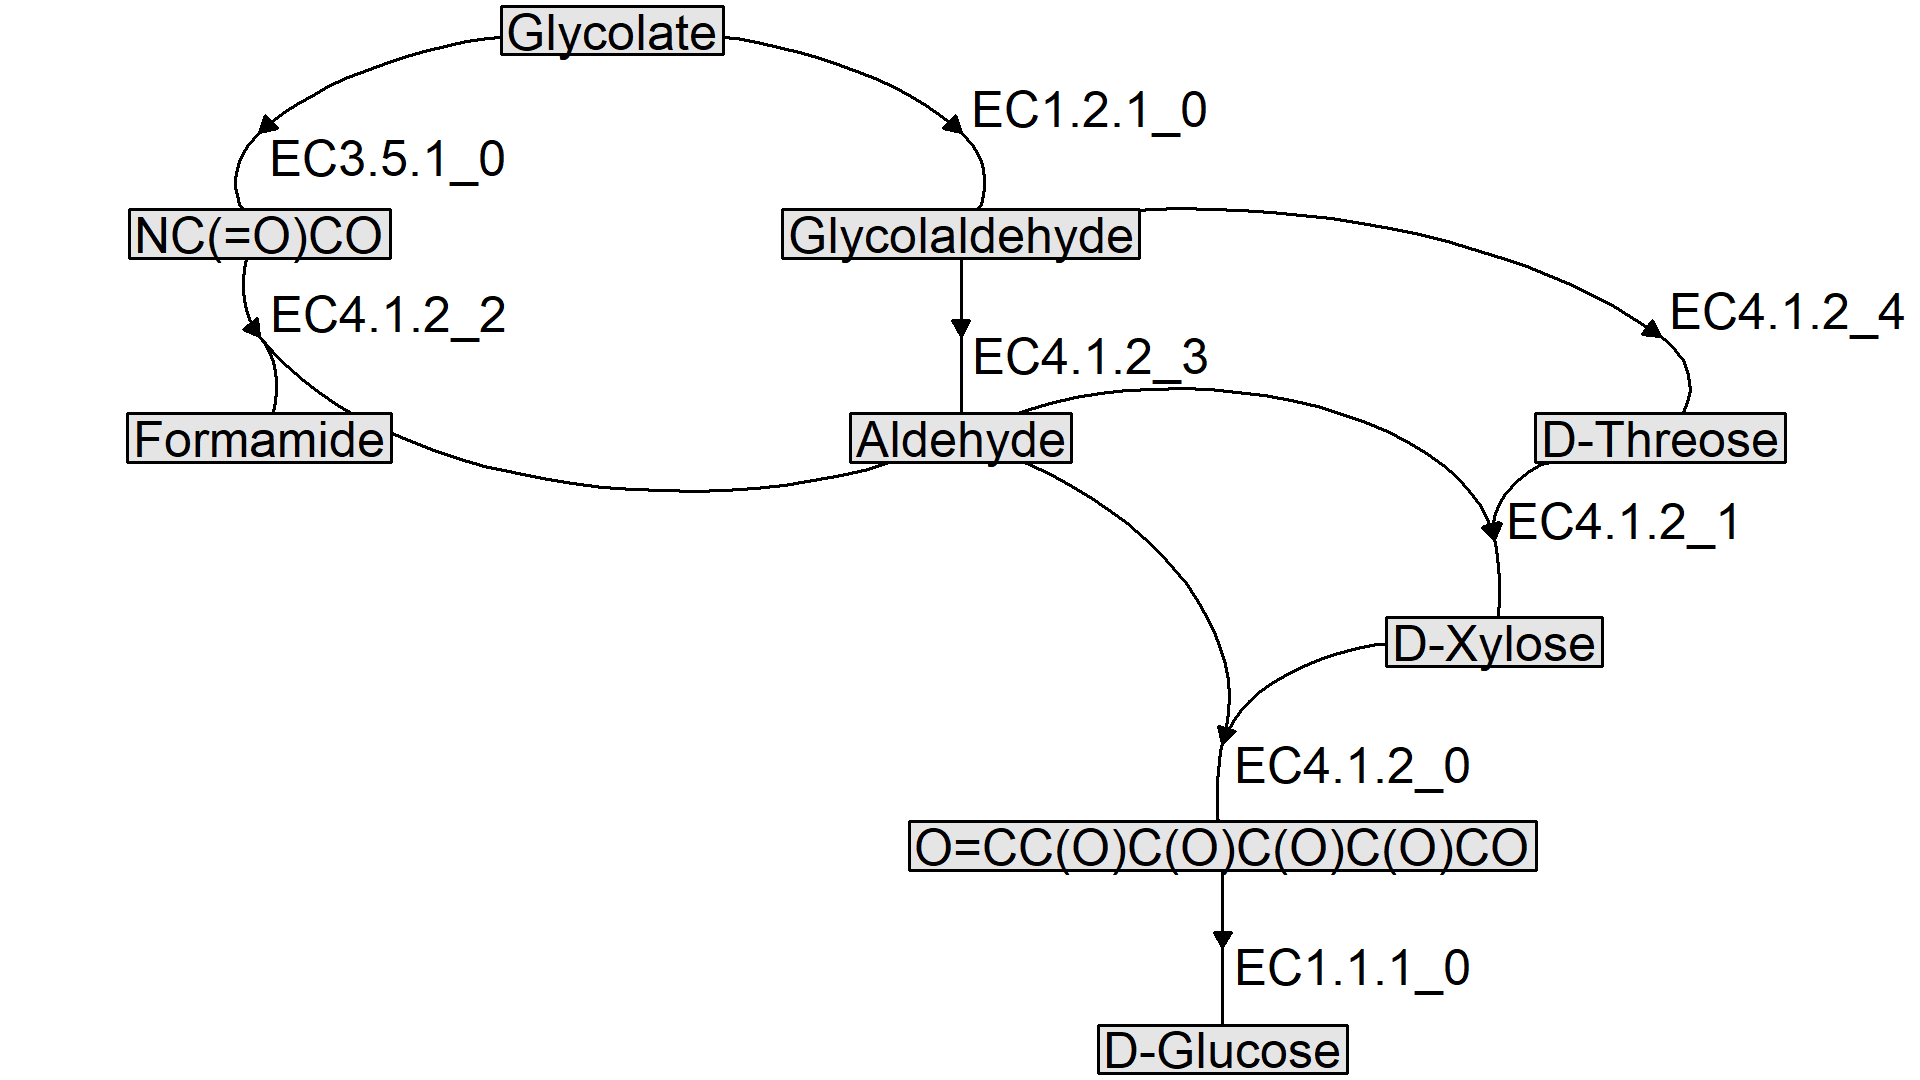 Glycolate
EC1.2.1_0
EC3.5.1_0
NC(=O)CO
Glycolaldehyde
EC4.1.2_2
EC4.1.2_4
EC4.1.2_3
Formamide
Aldehyde
D-Threose
EC4.1.2_1
D-Xylose
EC4.1.2_0
O=CC(O)C(O)C(O)C(O)CO
EC1.1.1_0
D-Glucose